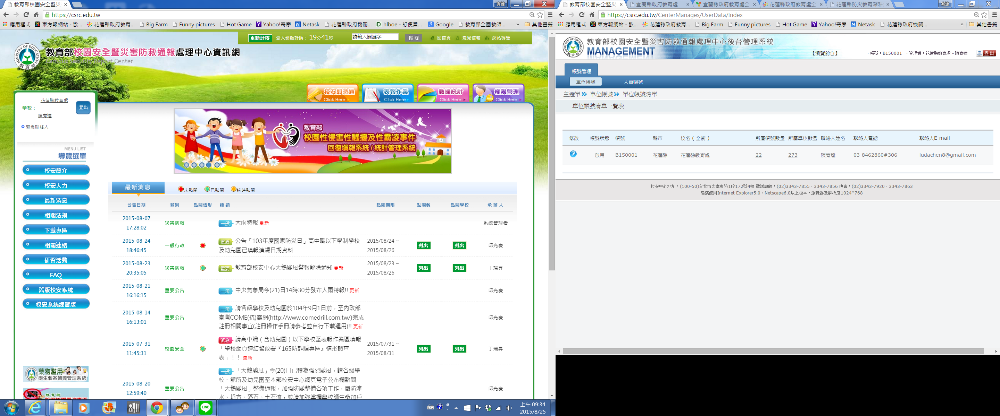 教育部校園安全暨災
宥達
https://csrc.edu.tw
應用程式 東方報網站 - 歡... 花蓮縣政府教育... Big Farm Funny pictures Hot Game Yahoo!奇摩 Netask 花蓮縣政府機關... hlboe - 訂便當... Google 教育部全國教師... » 其他書籤
重新計時 登入倒數計時： 19分41秒 請輸入關鍵字 搜尋 回首頁 意見信箱 網站導覽
MINISTRY OF EDUCATION
教育部
教育部校園安全暨災害防救通報處理中心資訊網
Campus Security Report Center
校安即時通 Click Here
表報作業 Click Here
數據統計 Click Here
權限管理 Click Here
花蓮縣教育處
學校：
登出
陳宥達
緊急聯絡人
MENU LIST
導覽選單
校安簡介
校安人力
最新消息
相關法規
下載專區
相關連結
研習活動
FAQ
舊版校安系統
校安系統練習版
藥物濫用
學生個案輔導管理系統
教育部
教育部
校園性侵害性騷擾及性霸凌事件
回復填報系統/統計管理系統
最新消息 未點閱 已點閱 逾時點閱
公告日期 類別 點閱情形 標 題 點閱期限 點閱數 點閱學校 承 辦 人
2015-08-07
17:28:02
災害防救
一般 大雨特報 更新
系統管理者
2015-08-24
18:46:45
一般行政
重要 公告「103年度國家防災日」高中職以下學制學校
及幼兒園已填報演練日期資料
2015/08/24 ~
2015/08/26
列出 列出
邱光慶
2015-08-23
20:35:05
災害防救
重要 教育部校安中心天鵝颱風警報解除通知 更新
2015/08/23 ~
2015/08/26
列出 列出
丁瑞昇
2015-08-21
16:16:15
重要公告
一般 中央氣象局今(21)日14時30分發布大雨特報!! 更新
邱光慶
2015-08-14
16:13:01
重要公告
一般 請各級學校及幼兒園於104年9月1日前，至內政部
臺灣COME(抗)震網(http://www.comedrill.com.tw/)完成
註冊相關事宜(註冊操作手冊請參考並自行下載運用)!! 更新
邱光慶
2015-07-31
11:45:31
校園安全
緊急 請高中職（含幼兒園）以下學校至表報作業區填報
「學校網頁連結警政署『165防詐騙專區』情形調查
表」！！ 更新
2015/07/31 ~
2015/08/31
列出 列出
丁瑞昇
2015-08-20
12:59:40
重要公告
一般 「天鵝颱風」今(20)日已轉為強烈颱風，請各級學
校、館所及幼兒園至本部校安中心網頁電子公布欄點閱
「天鵝颱風」整備通報，加強防颱整備各項工作，嚴防淹
水、坍方、落石、土石流，並請加強掌握學校師生參加戶
邱光慶
LINE
上午 09:34
2015/8/25
教育部校園安全暨災 宜蘭縣政府教育處 宜蘭縣政府教育處全 花蓮縣政府教育處全 花蓮縣防災教育深耕
宥達
https://csrc.edu.tw/CenterManages/UserData/Index
應用程式 東方報網站 - 歡... 花蓮縣政府教育... Big Farm Funny pictures Hot Game Yahoo!奇摩 Netask 花蓮縣政府機關... » 其他書籤
MINISTRY OF EDUCATION
教育部
教育部校園安全暨災害防救通報處理中心後台管理系統
MANAGEMENT
【瀏覽前台】 · 帳號：B150001 · 管理者：花蓮縣教育處 - 陳宥達 登出
帳號管理
單位帳號 人員帳號
主選單 單位帳號 單位帳號清單
單位帳號清單一覽表
修改 帳號狀態 帳號 縣市 校名（全銜） 所屬帳號數量 所屬學校數量 聯絡人姓名 聯絡人電話 聯絡人E-mail
啟用 B150001 花蓮縣 花蓮縣教育處 22 273 陳宥達 03-8462860#306 ludachen8@gmail.com
校安中心地址：(100-50)台北市忠孝東路1段172號4樓 電話專線：(02)3343-7855、3343-7856 傳真：(02)3343-7920、3343-7863
建議使用Internet Explorer5.0、Netscape6.0以上版本，瀏覽器及解析度1024*768